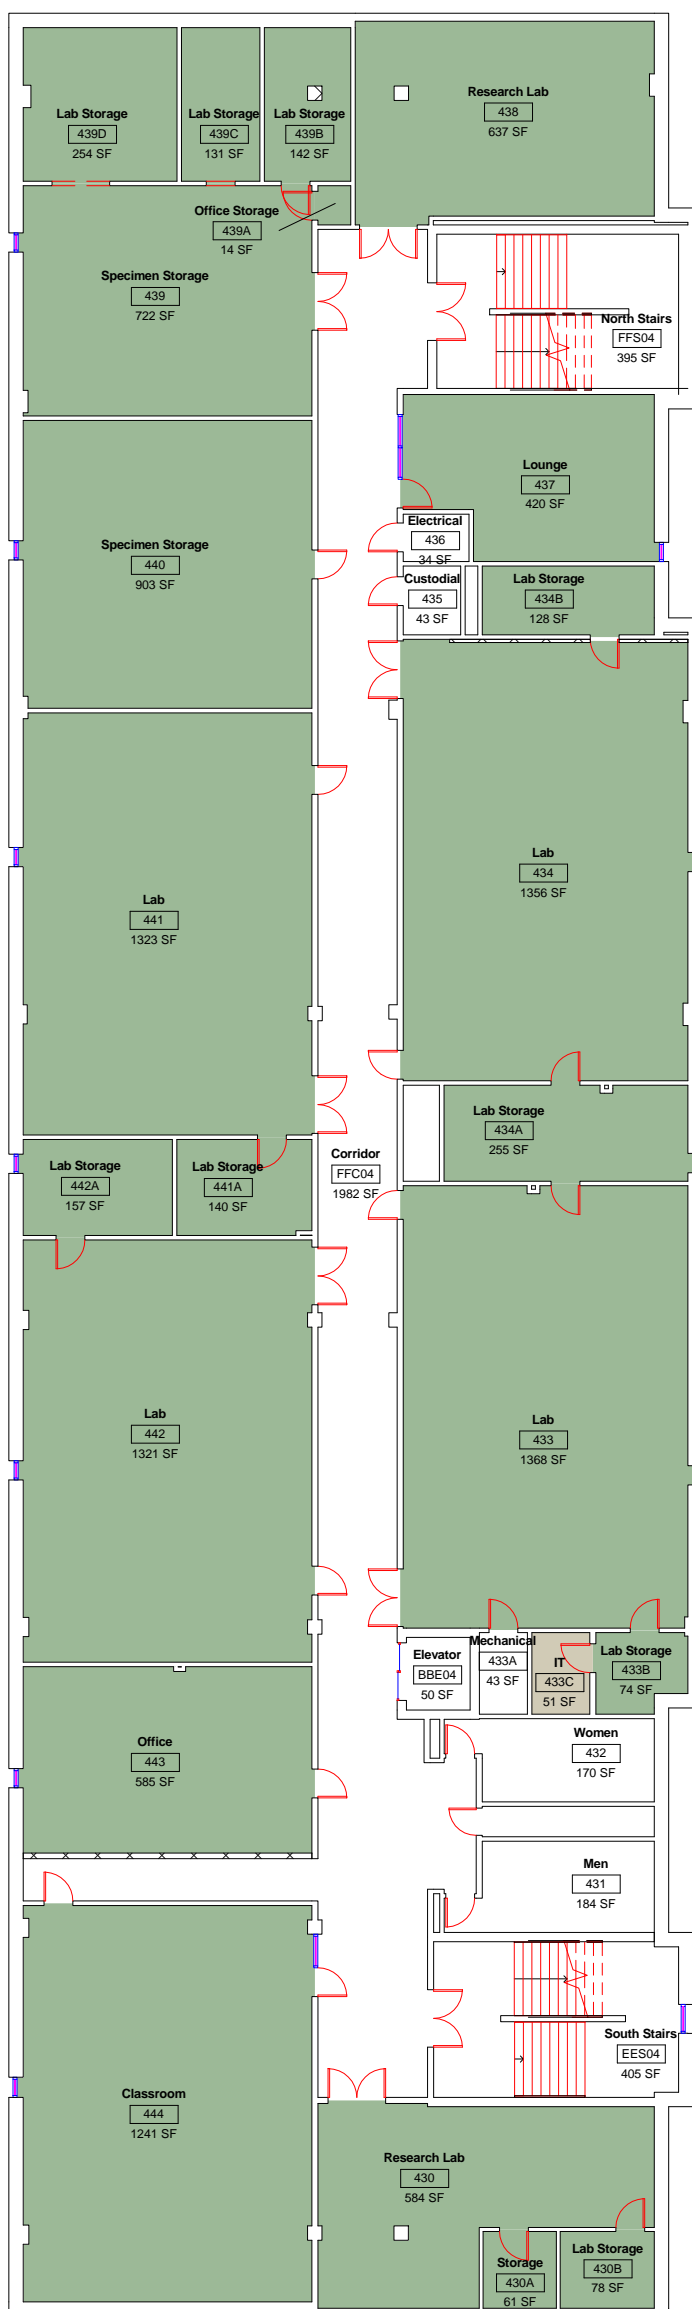 Lab Storage
439D
254 SF
Lab Storage
439C
131 SF
Lab Storage
439B
142 SF
Research Lab
438
637 SF
Office Storage
439A
14 SF
Specimen Storage
439
722 SF
North Stairs
FFS04
395 SF
Lounge
437
420 SF
Electrical
436
34 SF
Specimen Storage
440
903 SF
Custodial
435
43 SF
Lab Storage
434B
128 SF
Lab
434
1356 SF
Lab
441
1323 SF
Lab Storage
434A
255 SF
Corridor
FFC04
1982 SF
Lab Storage
442A
157 SF
Lab Storage
441A
140 SF
Lab
442
1321 SF
Lab
433
1368 SF
Elevator
BBE04
50 SF
Mechanical
433A
43 SF
IT
433C
51 SF
Lab Storage
433B
74 SF
Women
432
170 SF
Office
443
585 SF
Men
431
184 SF
South Stairs
EES04
405 SF
Classroom
444
1241 SF
Research Lab
430
584 SF
Storage
430A
61 SF
Lab Storage
430B
78 SF